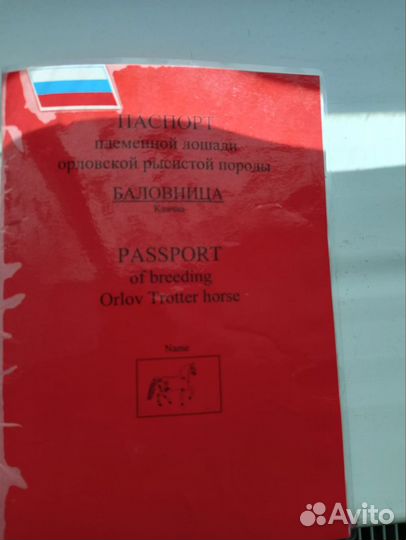 ПАСПОРТ
племенной лошади
орловской рысистой породы
БАЛОВНИЦА
Кличка
PASSPORT
of breeding
Orlov Trotter horse
Name
Avito